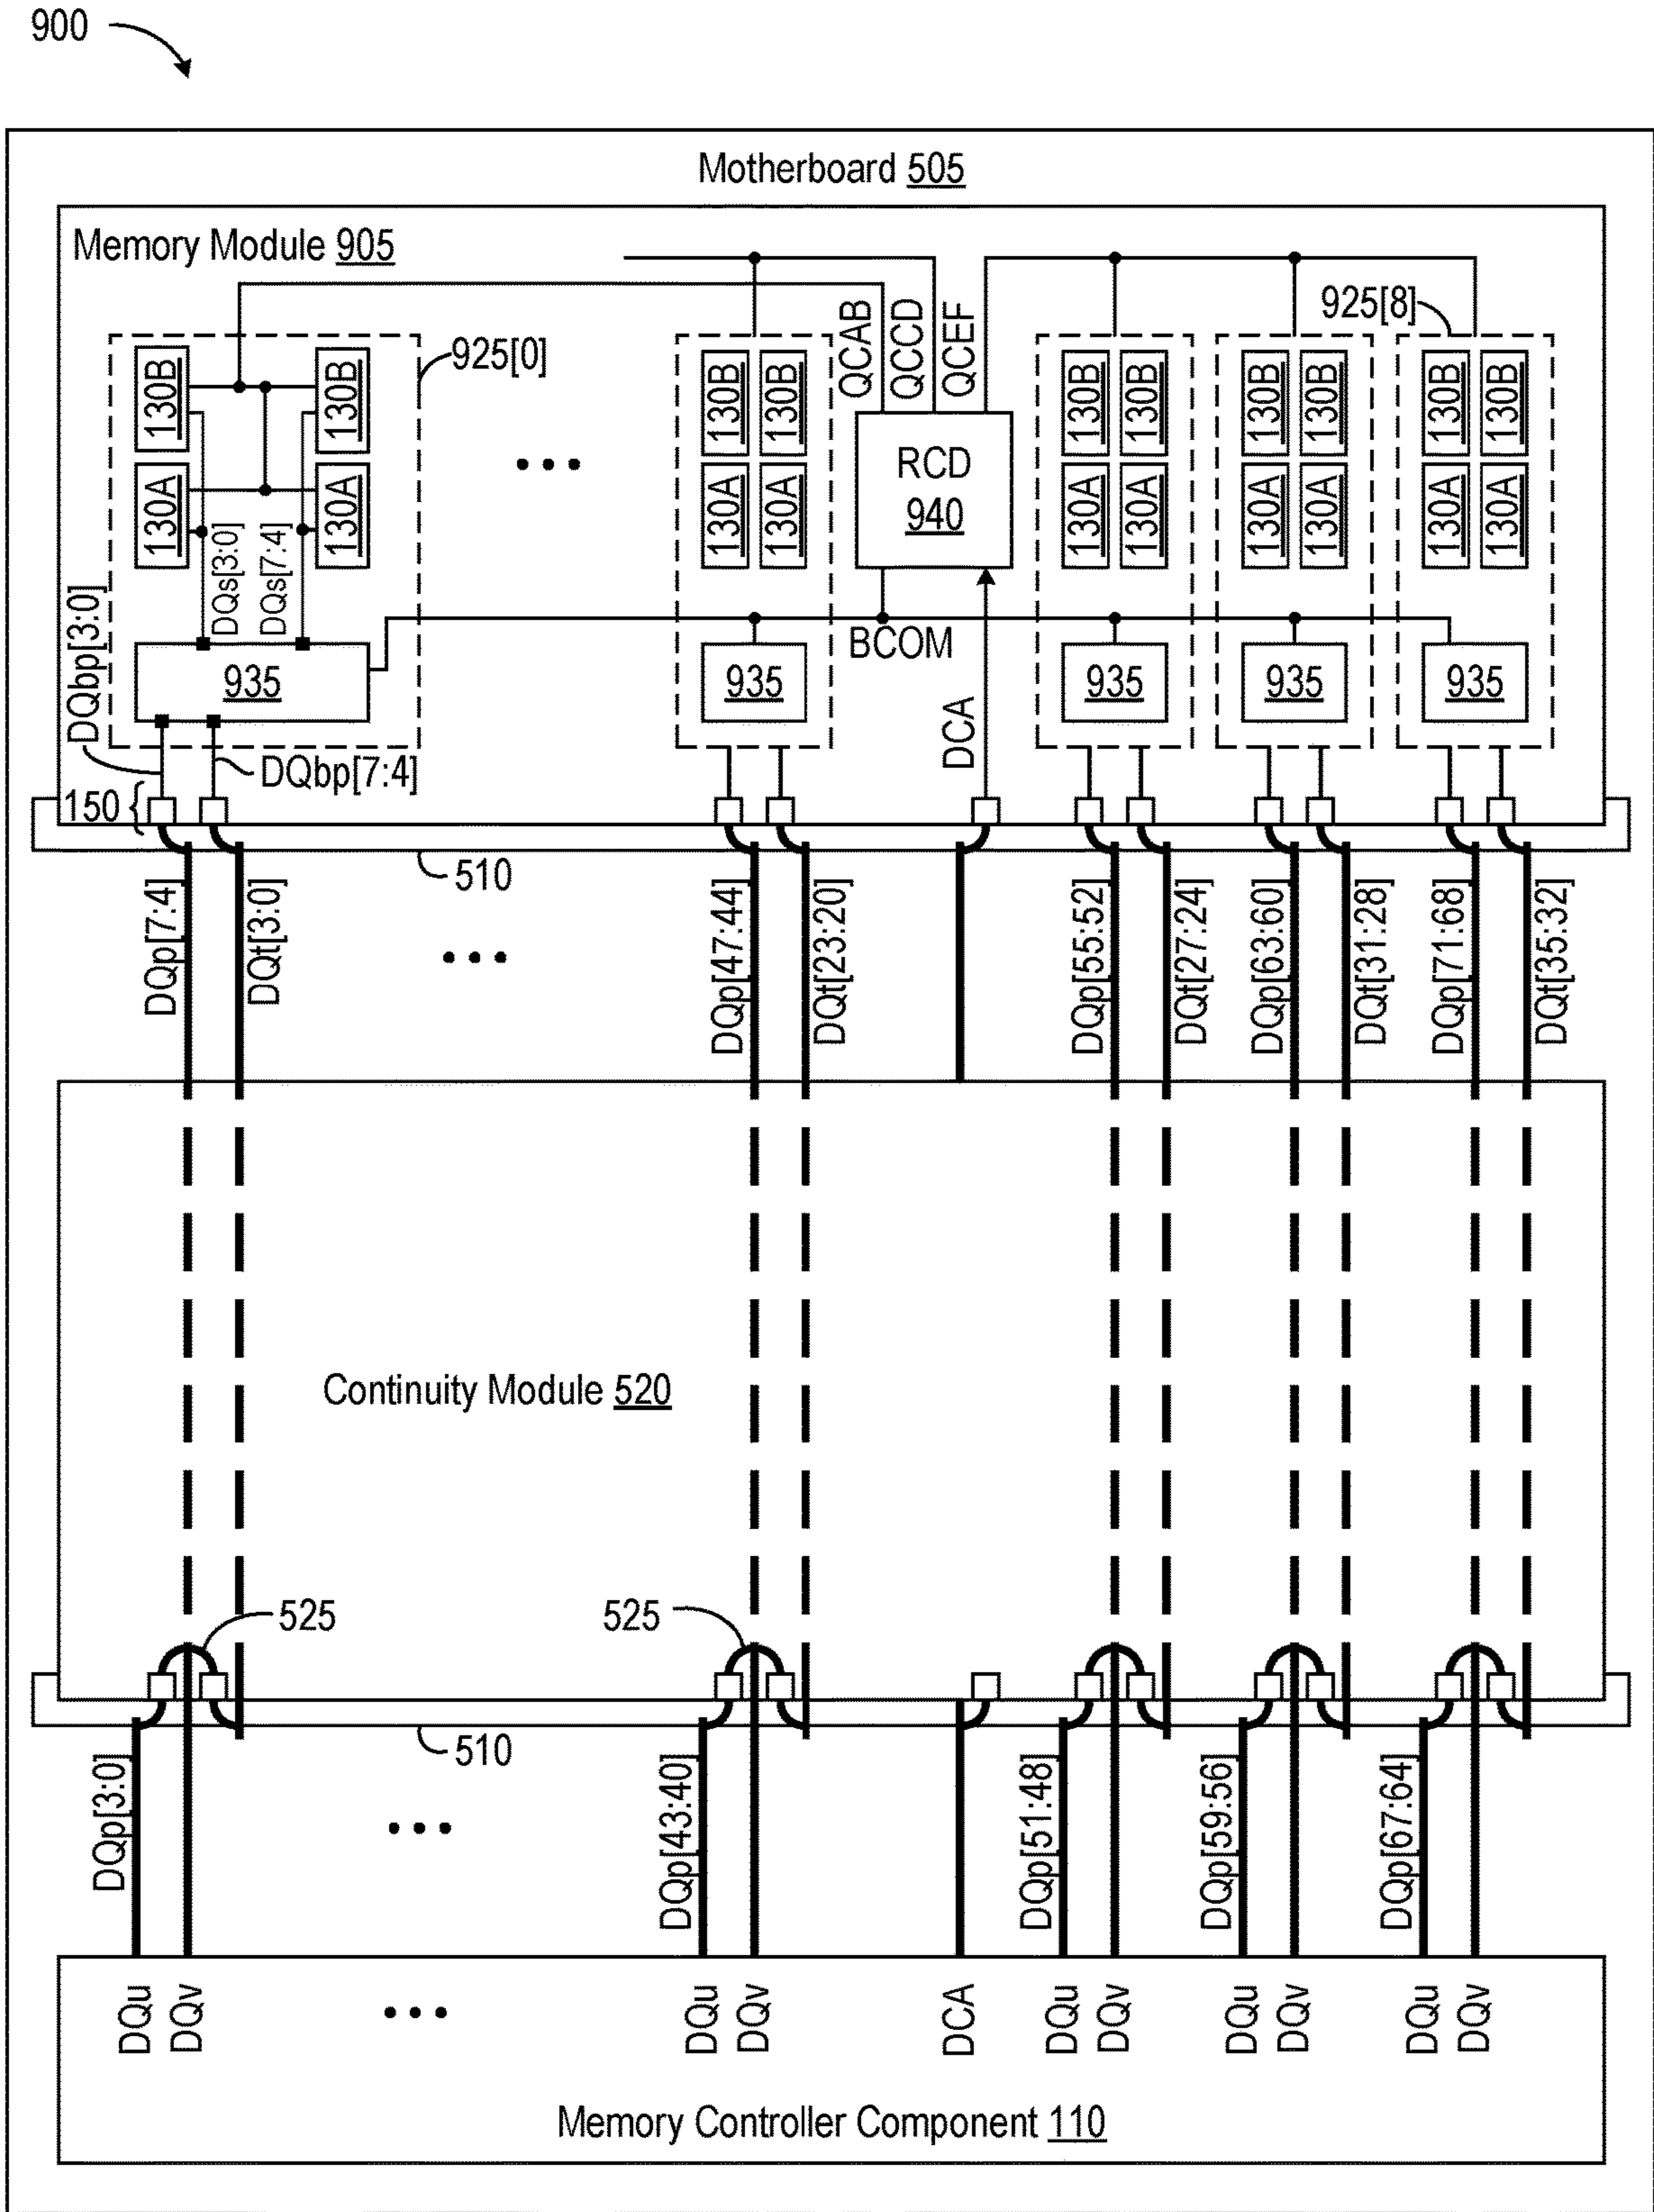 900
Motherboard 505
Memory Module 905
925[0]
QCAB
QCCD
QCEF
925[8]
130B
130B
130B
130B
130B
130B
130B
130B
130B
130B
130A
130A
130A
130A
130A
130A
130A
130A
130A
130A
RCD
940
• • •
DQs[3:0]
DQs[7:4]
DQbp[3:0]
BCOM
935
935
935
935
935
DCA
DQbp[7:4]
150
510
DQp[7:4]
DQt[3:0]
• • •
DQp[47:44]
DQt[23:20]
DQp[55:52]
DQt[27:24]
DQp[63:60]
DQt[31:28]
DQp[71:68]
DQt[35:32]
Continuity Module 520
525
525
510
DQp[3:0]
• • •
DQp[43:40]
DQp[51:48]
DQp[59:56]
DQp[67:64]
DQu
DQv
• • •
DQu
DQv
DCA
DQu
DQv
DQu
DQv
DQu
DQv
Memory Controller Component 110